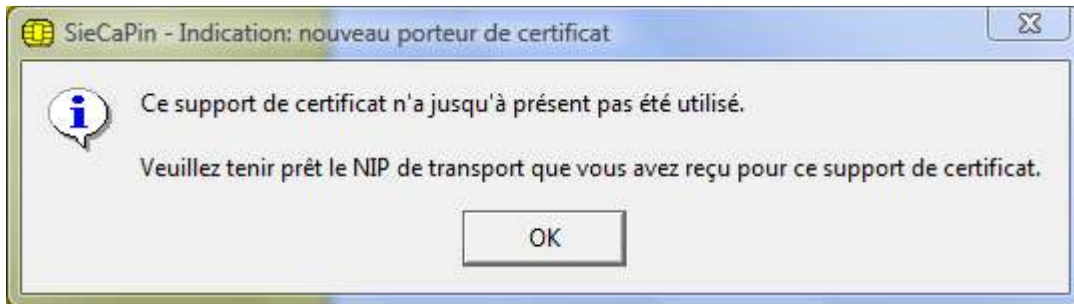 SieCaPin - Indication: nouveau porteur de certificat
Ce support de certificat n'a jusqu'à présent pas été utilisé.
Veuillez tenir prêt le NIP de transport que vous avez reçu pour ce support de certificat.
OK